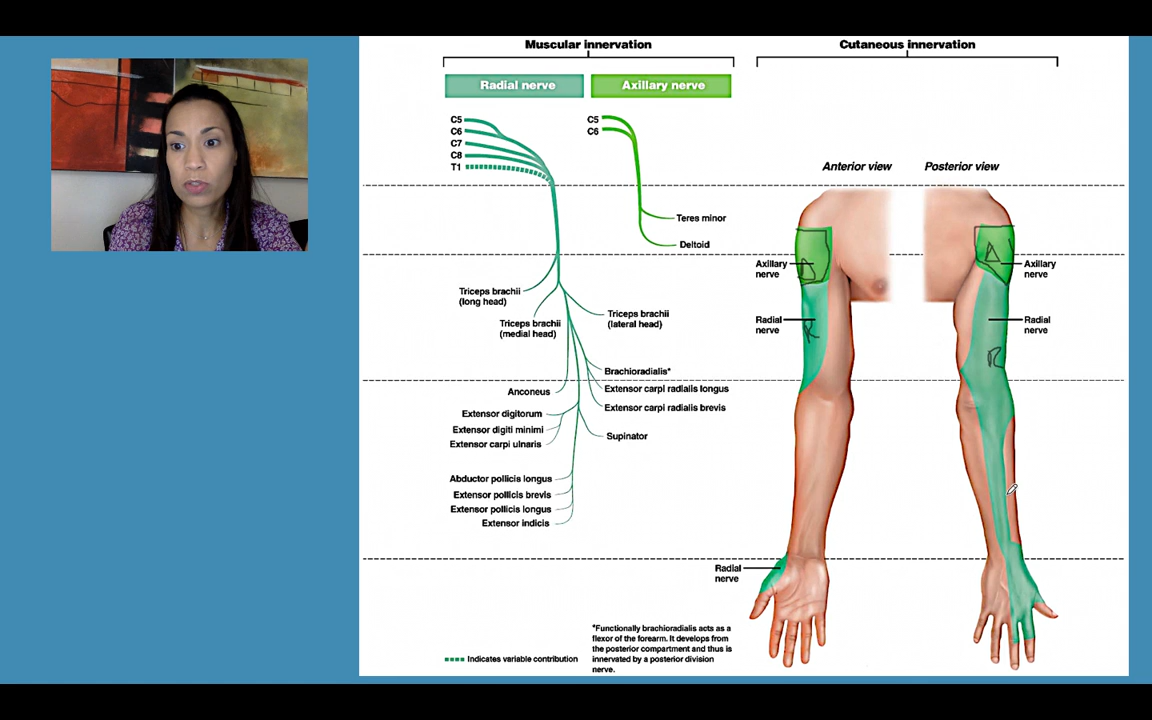 Muscular innervation
Cutaneous innervation
Radial nerve
Axillary nerve
C5
C6
C7
C8
T1
C5
C6
Anterior view
Posterior view
Teres minor
Deltoid
Axillary
nerve
Axillary
nerve
Triceps brachii
(long head)
Triceps brachii
(medial head)
Triceps brachii
(lateral head)
Radial
nerve
Radial
nerve
R
R
Brachioradialis*
Anconeus
Extensor carpi radialis longus
Extensor carpi radialis brevis
Extensor digitorum
Extensor digiti minimi
Extensor carpi ulnaris
Supinator
Abductor pollicis longus
Extensor pollicis brevis
Extensor pollicis longus
Extensor indicis
Radial
nerve
*Functionally brachioradialis acts as a
flexor of the forearm. It develops from
the posterior compartment and thus is
innervated by a posterior division
nerve.
Indicates variable contribution